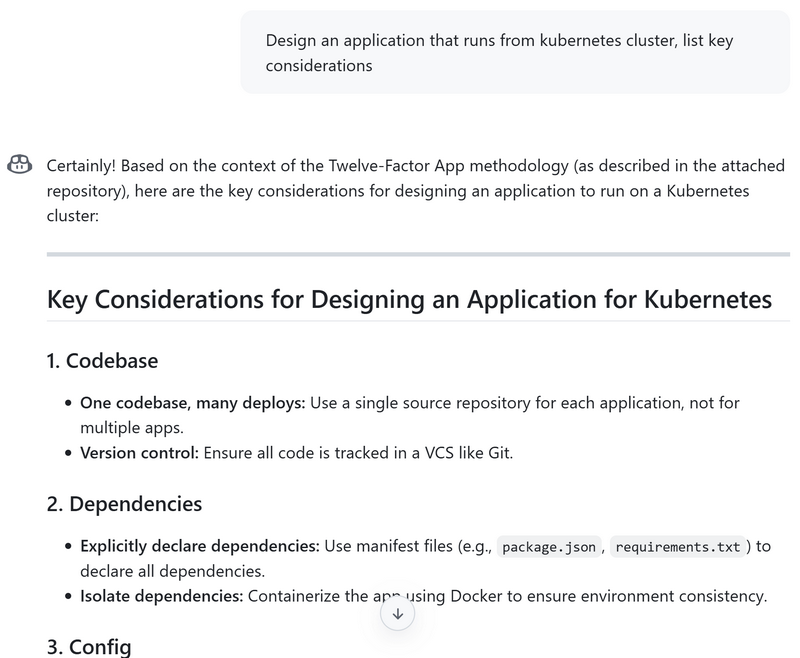 Design an application that runs from kubernetes cluster, list key
considerations
Certainly! Based on the context of the Twelve-Factor App methodology (as described in the attached
repository), here are the key considerations for designing an application to run on a Kubernetes
cluster:
Key Considerations for Designing an Application for Kubernetes
1. Codebase
• One codebase, many deploys: Use a single source repository for each application, not for
multiple apps.
• Version control: Ensure all code is tracked in a VCS like Git.
2. Dependencies
• Explicitly declare dependencies: Use manifest files (e.g., package.json, requirements.txt) to
declare all dependencies.
• Isolate dependencies: Containerize the app using Docker to ensure environment consistency.
3. Config